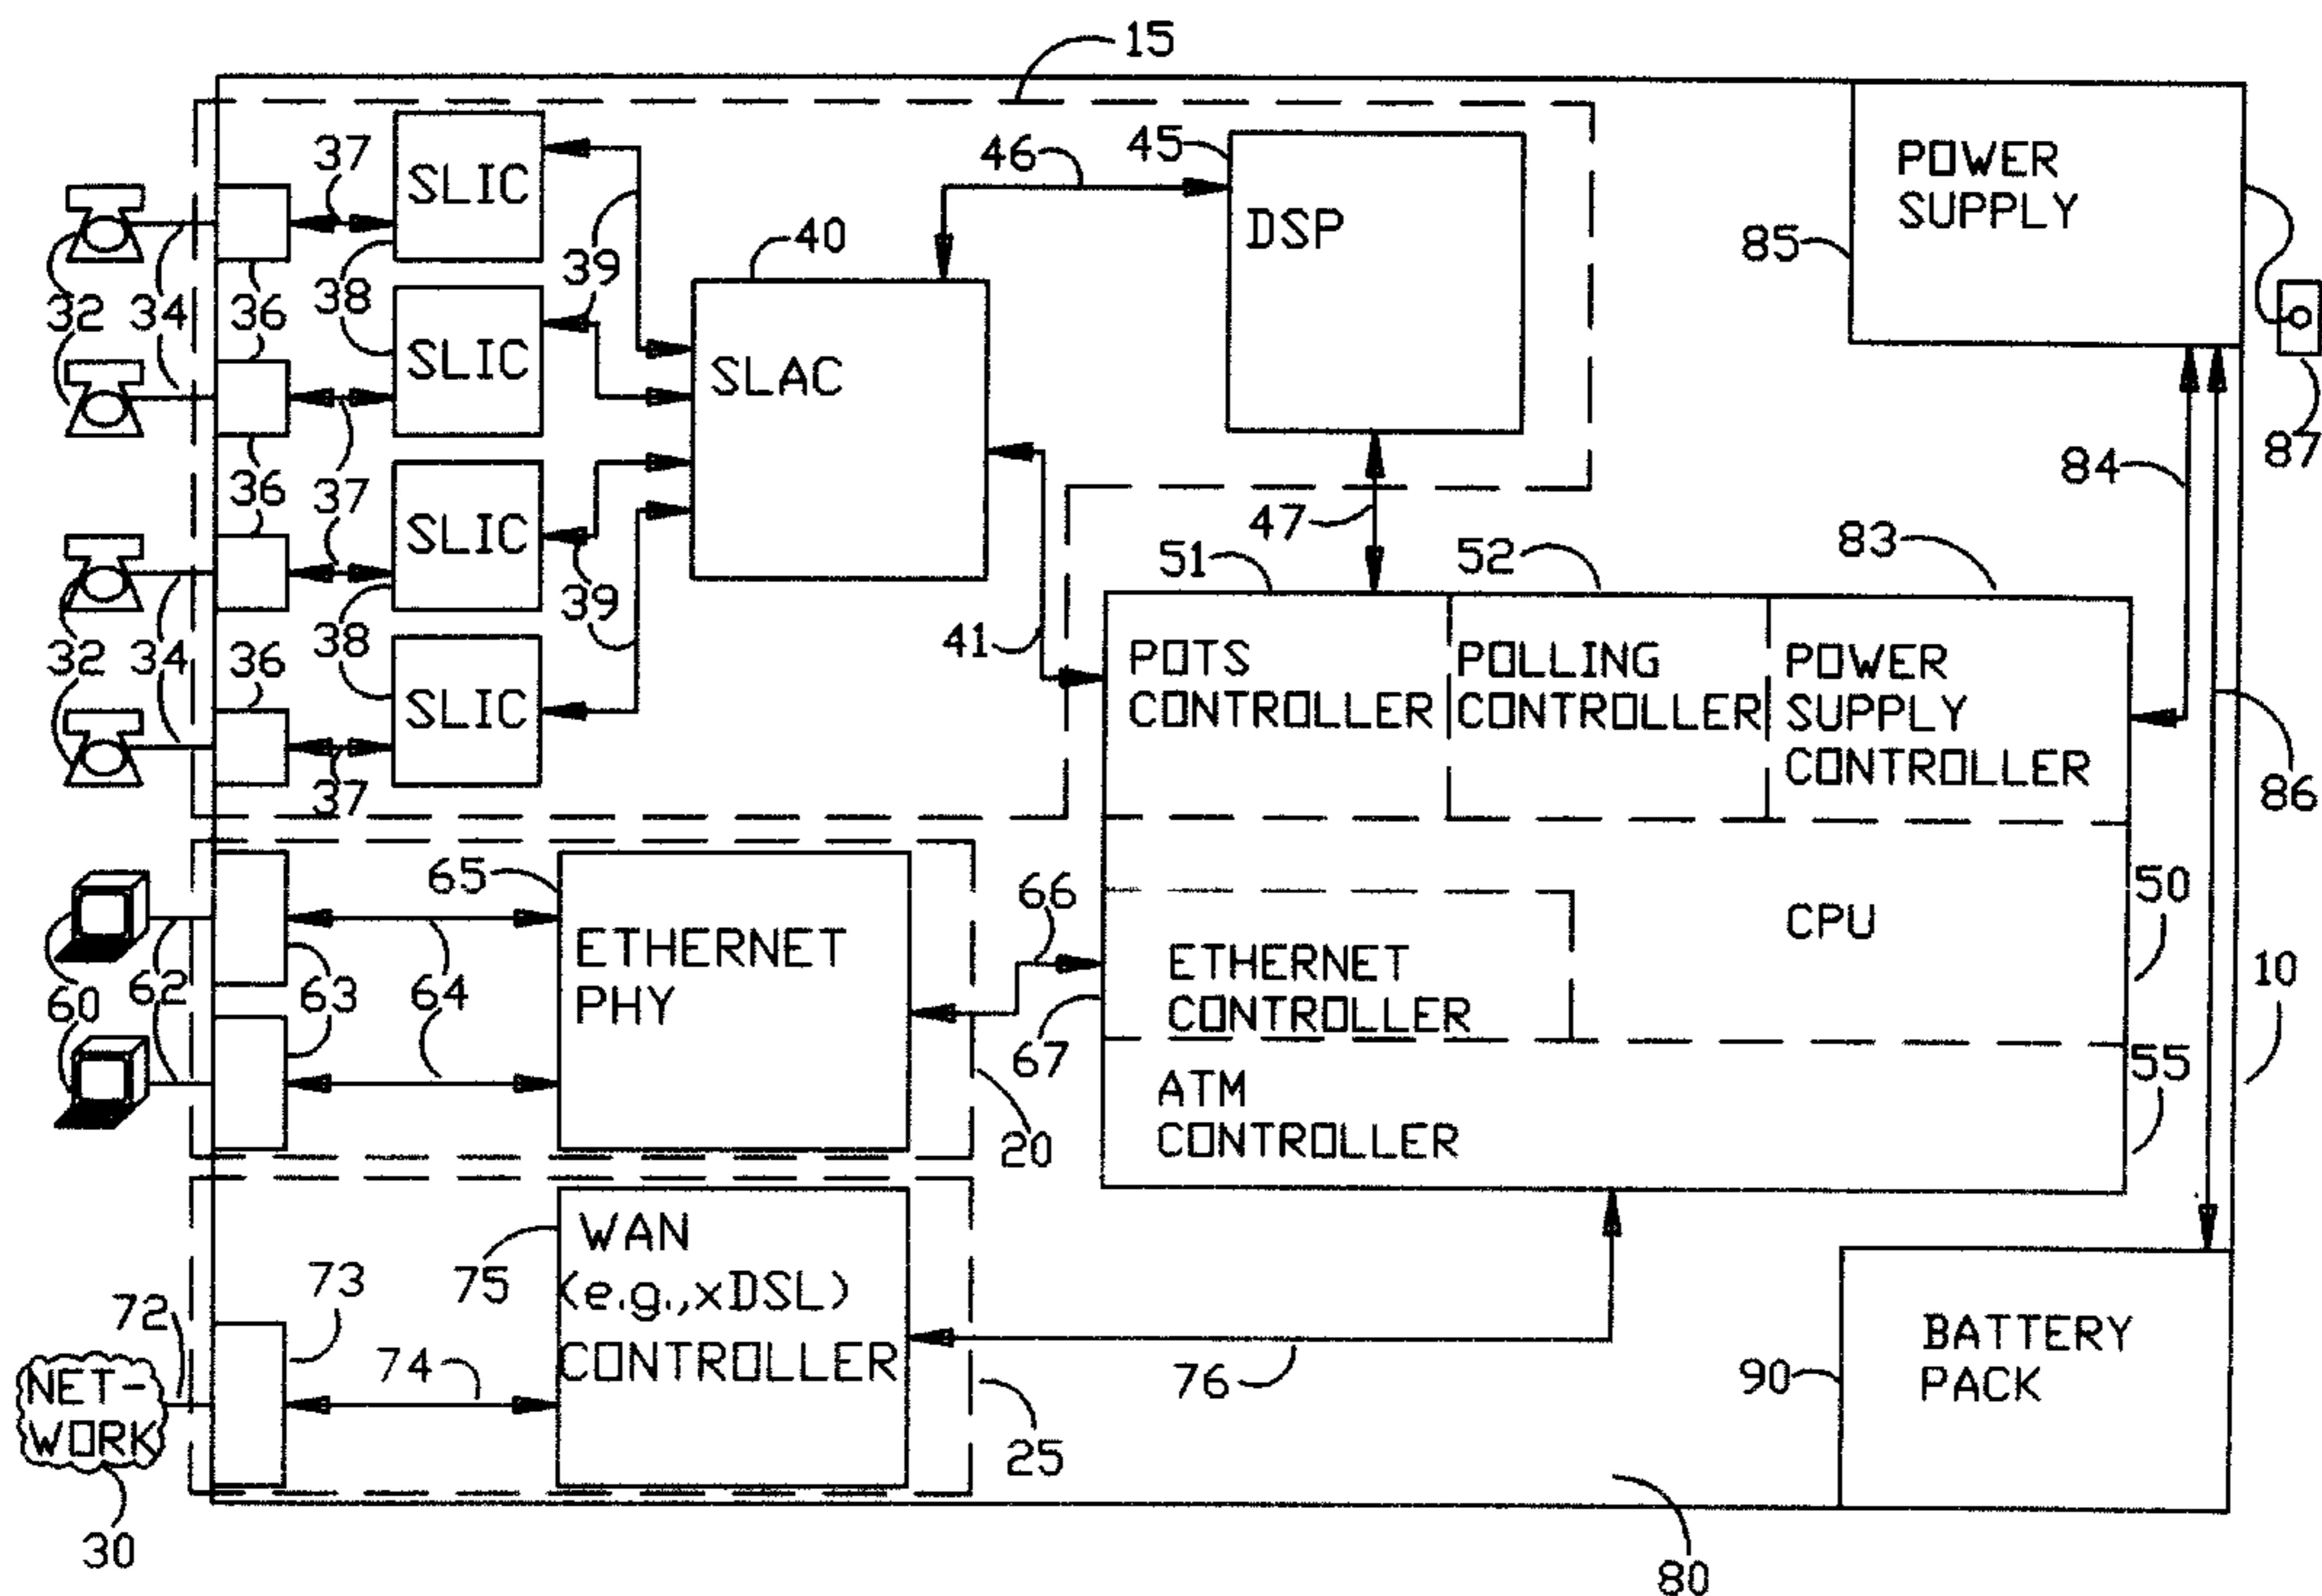 15
37
SLIC
46
45
DSP
POWER
SUPPLY
85
40
39
32
34
36
38
SLIC
SLAC
87
84
36
37
47
SLIC
39
51
52
83
32
34
36
38
41
SLIC
37
POTS
CONTROLLER
POLLING
CONTROLLER
POWER
SUPPLY
CONTROLLER
86
65
66
50
CPU
ETHERNET
PHY
ETHERNET
CONTROLLER
10
60
62
63
64
67
55
ATM
CONTROLLER
20
WAN
(e.g.,xDSL)
CONTROLLER
75
73
72
74
76
NET-
WORK
25
90
BATTERY
PACK
30
80